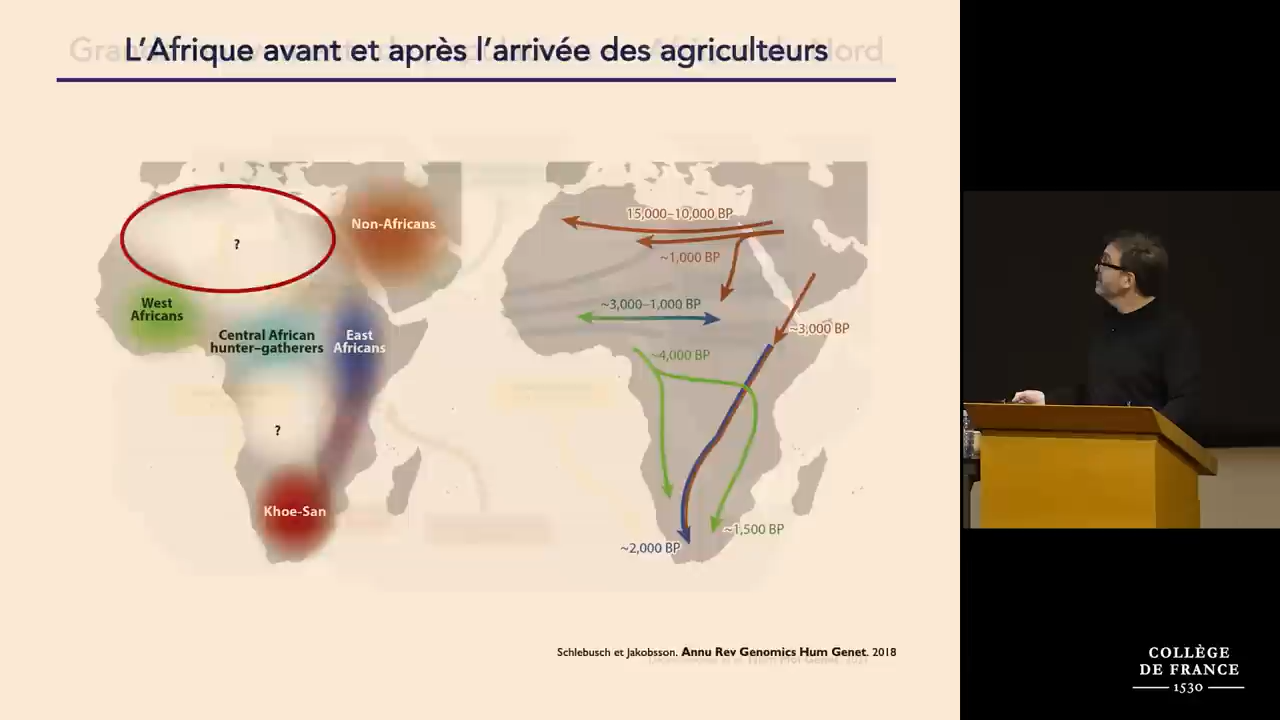 L’Afrique avant et après l’arrivée des agriculteurs
?
Non-Africans
West
Africans
Central African
hunter–gatherers
East
Africans
?
Khoe-San
15,000–10,000 BP
~1,000 BP
~3,000–1,000 BP
~3,000 BP
~4,000 BP
~1,500 BP
~2,000 BP
Schlebusch et Jakobsson. Annu Rev Genomics Hum Genet. 2018
COLLÈGE
DE FRANCE
1530